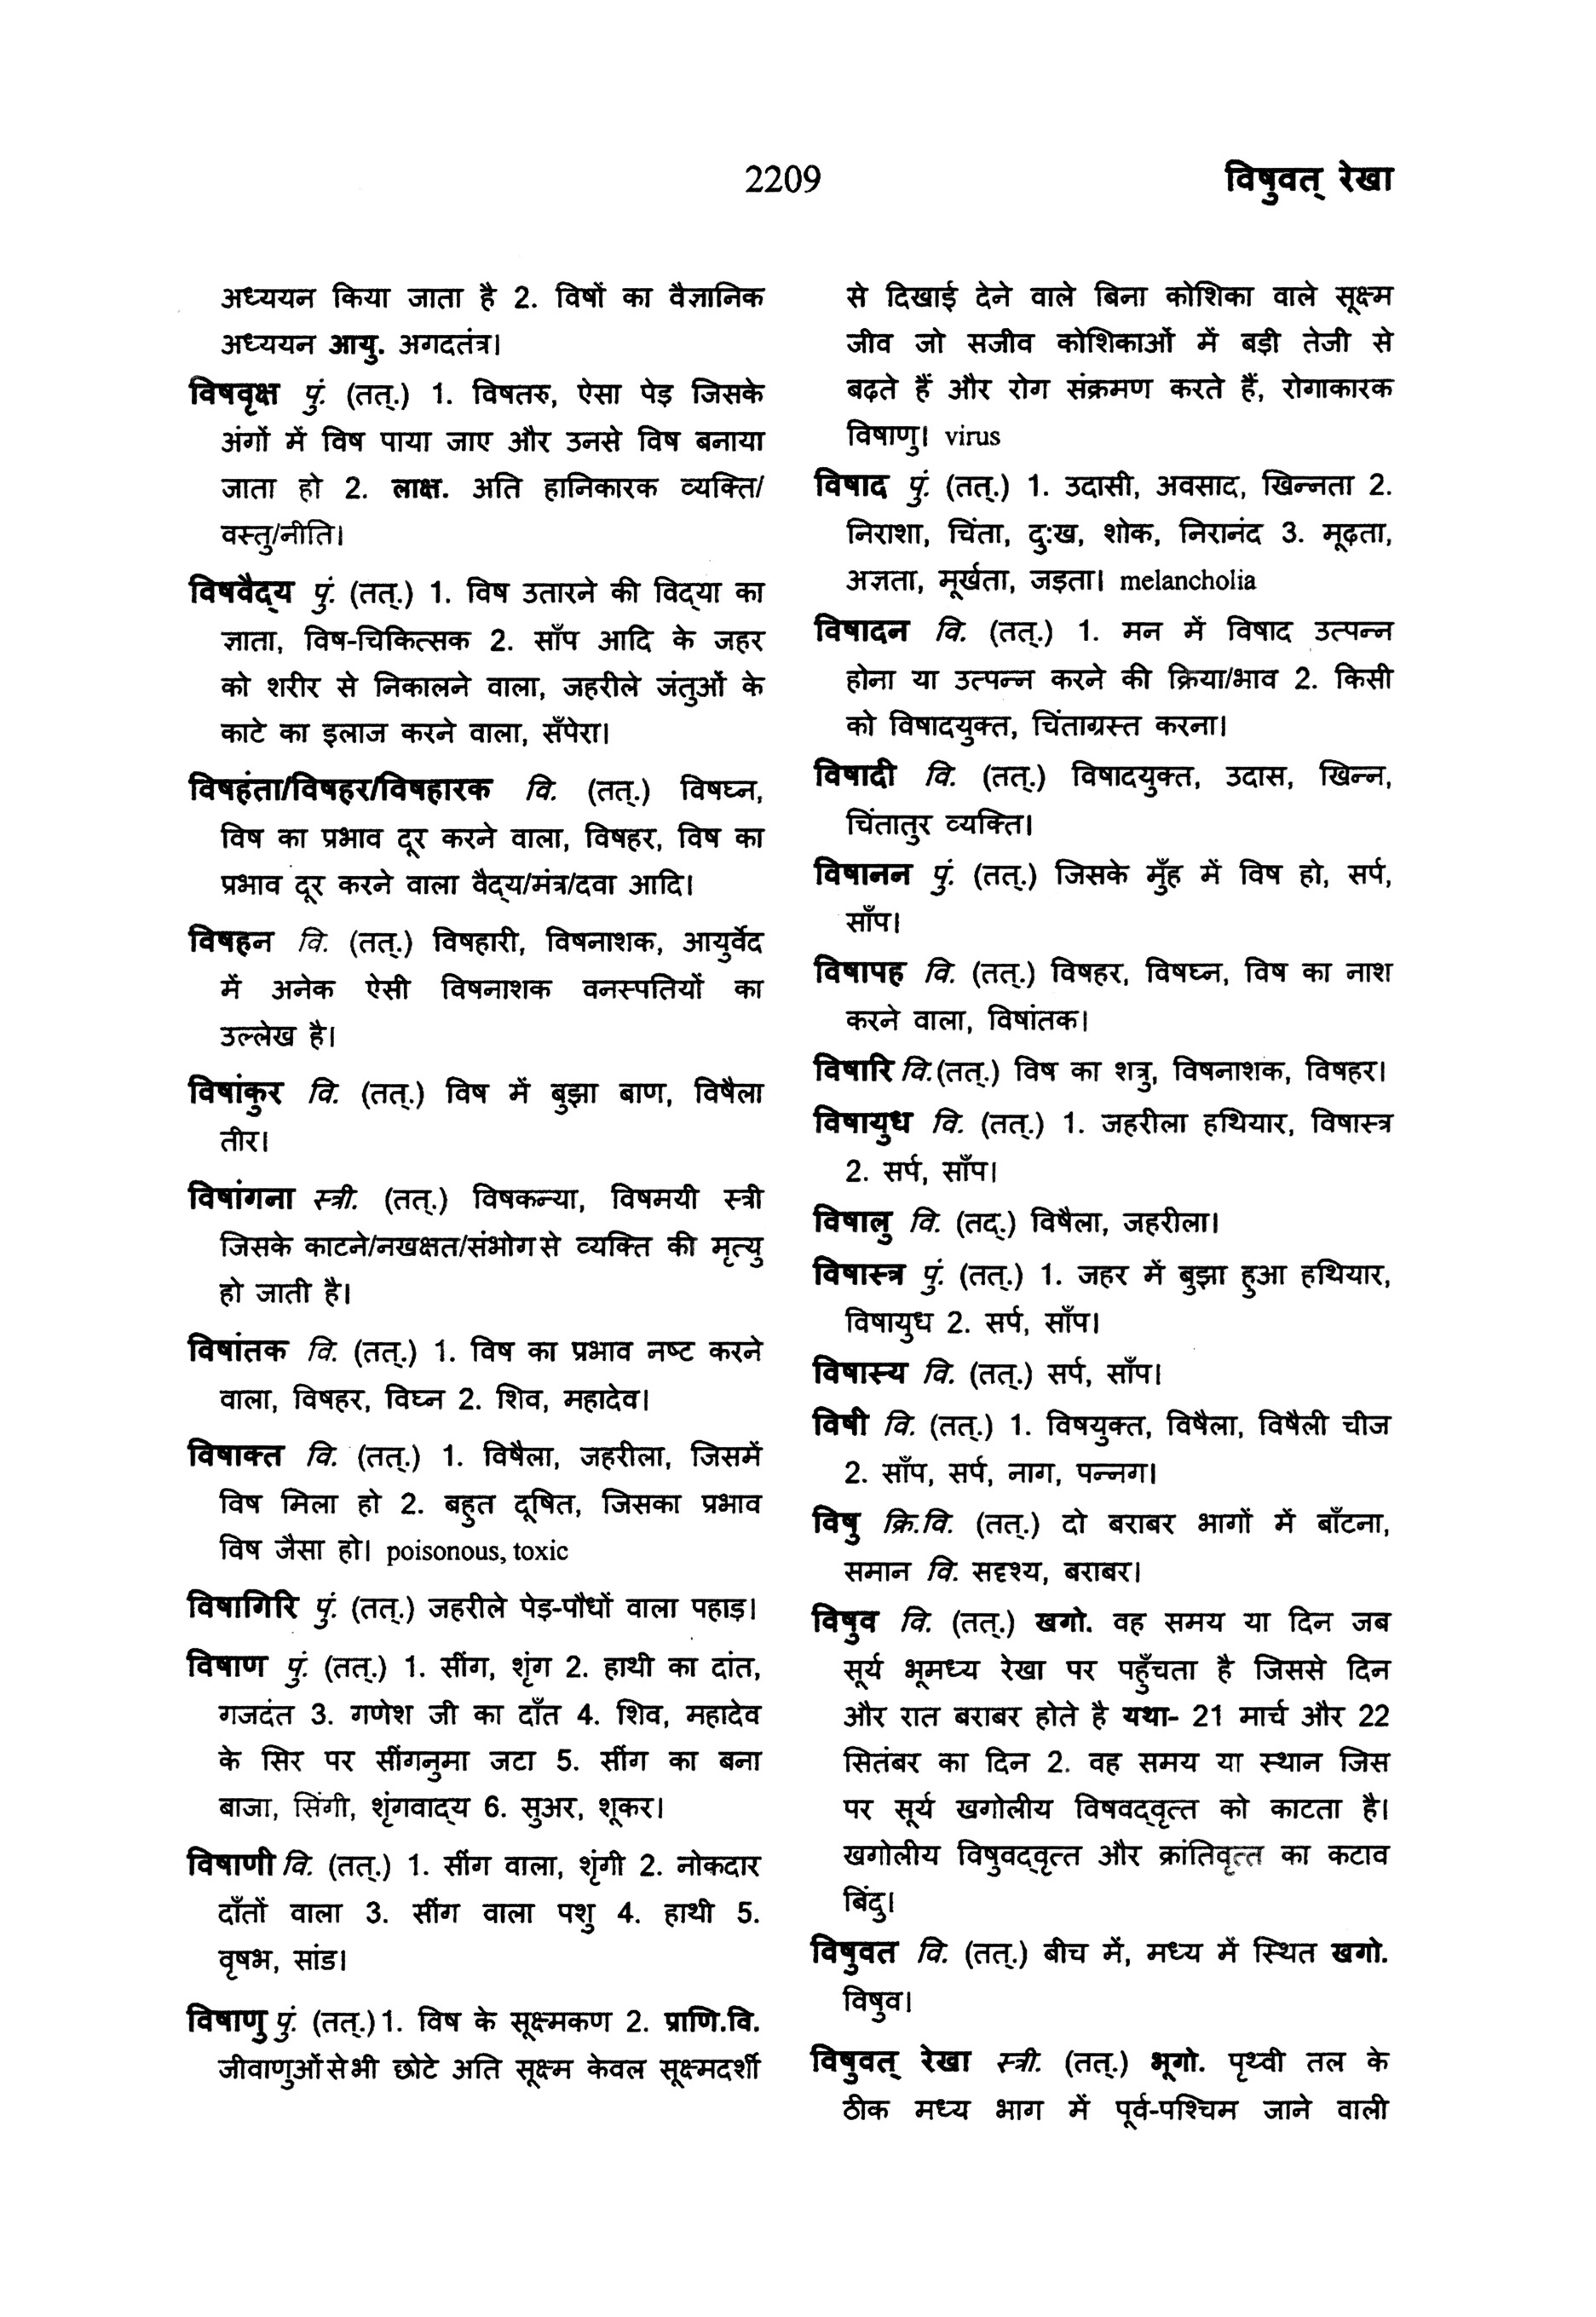 2209
विषुवत् रेखा
अध्ययन किया जाता है 2. विषों का वैज्ञानिक
अध्ययन आयु. अगदतंत्र।
विषवृक्ष पुं. (तत्.) 1. विषतरु, ऐसा पेड़ जिसके
अंगों में विष पाया जाए और उनसे विष बनाया
जाता हो 2. लाक्ष. अति हानिकारक व्यक्ति/
वस्तु/नीति।
विषवैद्य पुं. (तत्.) 1. विष उतारने की विद्या का
ज्ञाता, विष-चिकित्सक 2. साँप आदि के जहर
को शरीर से निकालने वाला, जहरीले जंतुओं के
काटे का इलाज करने वाला, सँपेरा।
विषहंता/विषहर/विषहारक वि. (तत्.) विषघ्न,
विष का प्रभाव दूर करने वाला, विषहर, विष का
प्रभाव दूर करने वाला वैद्य/मंत्र/दवा आदि।
विषहन वि. (तत्.) विषहारी, विषनाशक, आयुर्वेद
में अनेक ऐसी विषनाशक वनस्पतियों का
उल्लेख है।
विषांकुर वि. (तत्.) विष में बुझा बाण, विषैला
तीर।
विषांगना स्त्री. (तत्.) विषकन्या, विषमयी स्त्री
जिसके काटने/नखक्षत/संभोग से व्यक्ति की मृत्यु
हो जाती है।
विषांतक वि. (तत्.) 1. विष का प्रभाव नष्ट करने
वाला, विषहर, विघ्न 2. शिव, महादेव।
विषाक्त वि. (तत्.) 1. विषैला, जहरीला, जिसमें
विष मिला हो 2. बहुत दूषित, जिसका प्रभाव
विष जैसा हो। poisonous, toxic
विषागिरि पुं. (तत्.) जहरीले पेड़-पौधों वाला पहाड़।
विषाण पुं. (तत्.) 1. सींग, शृंग 2. हाथी का दांत,
गजदंत 3. गणेश जी का दाँत 4. शिव, महादेव
के सिर पर सींगनुमा जटा 5. सींग का बना
बाजा, सिंगी, शृंगवाद्य 6. सुअर, शूकर।
विषाणी वि. (तत्.) 1. सींग वाला, शृंगी 2. नोकदार
दाँतों वाला 3. सींग वाला पशु 4. हाथी 5.
वृषभ, सांड।
विषाणु पुं. (तत्.) 1. विष के सूक्ष्मकण 2. प्राणि.वि.
जीवाणुओं से भी छोटे अति सूक्ष्म केवल सूक्ष्मदर्शी
से दिखाई देने वाले बिना कोशिका वाले सूक्ष्म
जीव जो सजीव कोशिकाओं में बड़ी तेजी से
बढ़ते हैं और रोग संक्रमण करते हैं, रोगाकारक
विषाणु। virus
विषाद पुं. (तत्.) 1. उदासी, अवसाद, खिन्नता 2.
निराशा, चिंता, दुःख, शोक, निरानंद 3. मूढ़ता,
अज्ञता, मूर्खता, जड़ता। melancholia
विषादन वि. (तत्.) 1. मन में विषाद उत्पन्न
होना या उत्पन्न करने की क्रिया/भाव 2. किसी
को विषादयुक्त, चिंताग्रस्त करना।
विषादी वि. (तत्.) विषादयुक्त, उदास, खिन्न,
चिंतातुर व्यक्ति।
विषानन पुं. (तत्.) जिसके मुँह में विष हो, सर्प,
साँप।
विषापह वि. (तत्.) विषहर, विषघ्न, विष का नाश
करने वाला, विषांतक।
विषारि वि.(तत्.) विष का शत्रु, विषनाशक, विषहर।
विषायुध वि. (तत्.) 1. जहरीला हथियार, विषास्त्र
2. सर्प, साँप।
विषालु वि. (तद्.) विषैला, जहरीला।
विषास्त्र पुं. (तत्.) 1. जहर में बुझा हुआ हथियार,
विषायुध 2. सर्प, साँप।
विषास्य वि. (तत्.) सर्प, साँप।
विषी वि. (तत्.) 1. विषयुक्त, विषैला, विषैली चीज
2. साँप, सर्प, नाग, पन्नग।
विषु क्रि.वि. (तत्.) दो बराबर भागों में बाँटना,
समान वि. सदृश्य, बराबर।
विषुव वि. (तत्.) खगो. वह समय या दिन जब
सूर्य भूमध्य रेखा पर पहुँचता है जिससे दिन
और रात बराबर होते है यथा- 21 मार्च और 22
सितंबर का दिन 2. वह समय या स्थान जिस
पर सूर्य खगोलीय विषवद्वृत्त को काटता है।
खगोलीय विषुवद्वृत्त और क्रांतिवृत्त का कटाव
बिंदु।
विषुवत वि. (तत्.) बीच में, मध्य में स्थित खगो.
विषुव।
विषुवत् रेखा स्त्री. (तत्.) भूगो. पृथ्वी तल के
ठीक मध्य भाग में पूर्व-पश्चिम जाने वाली